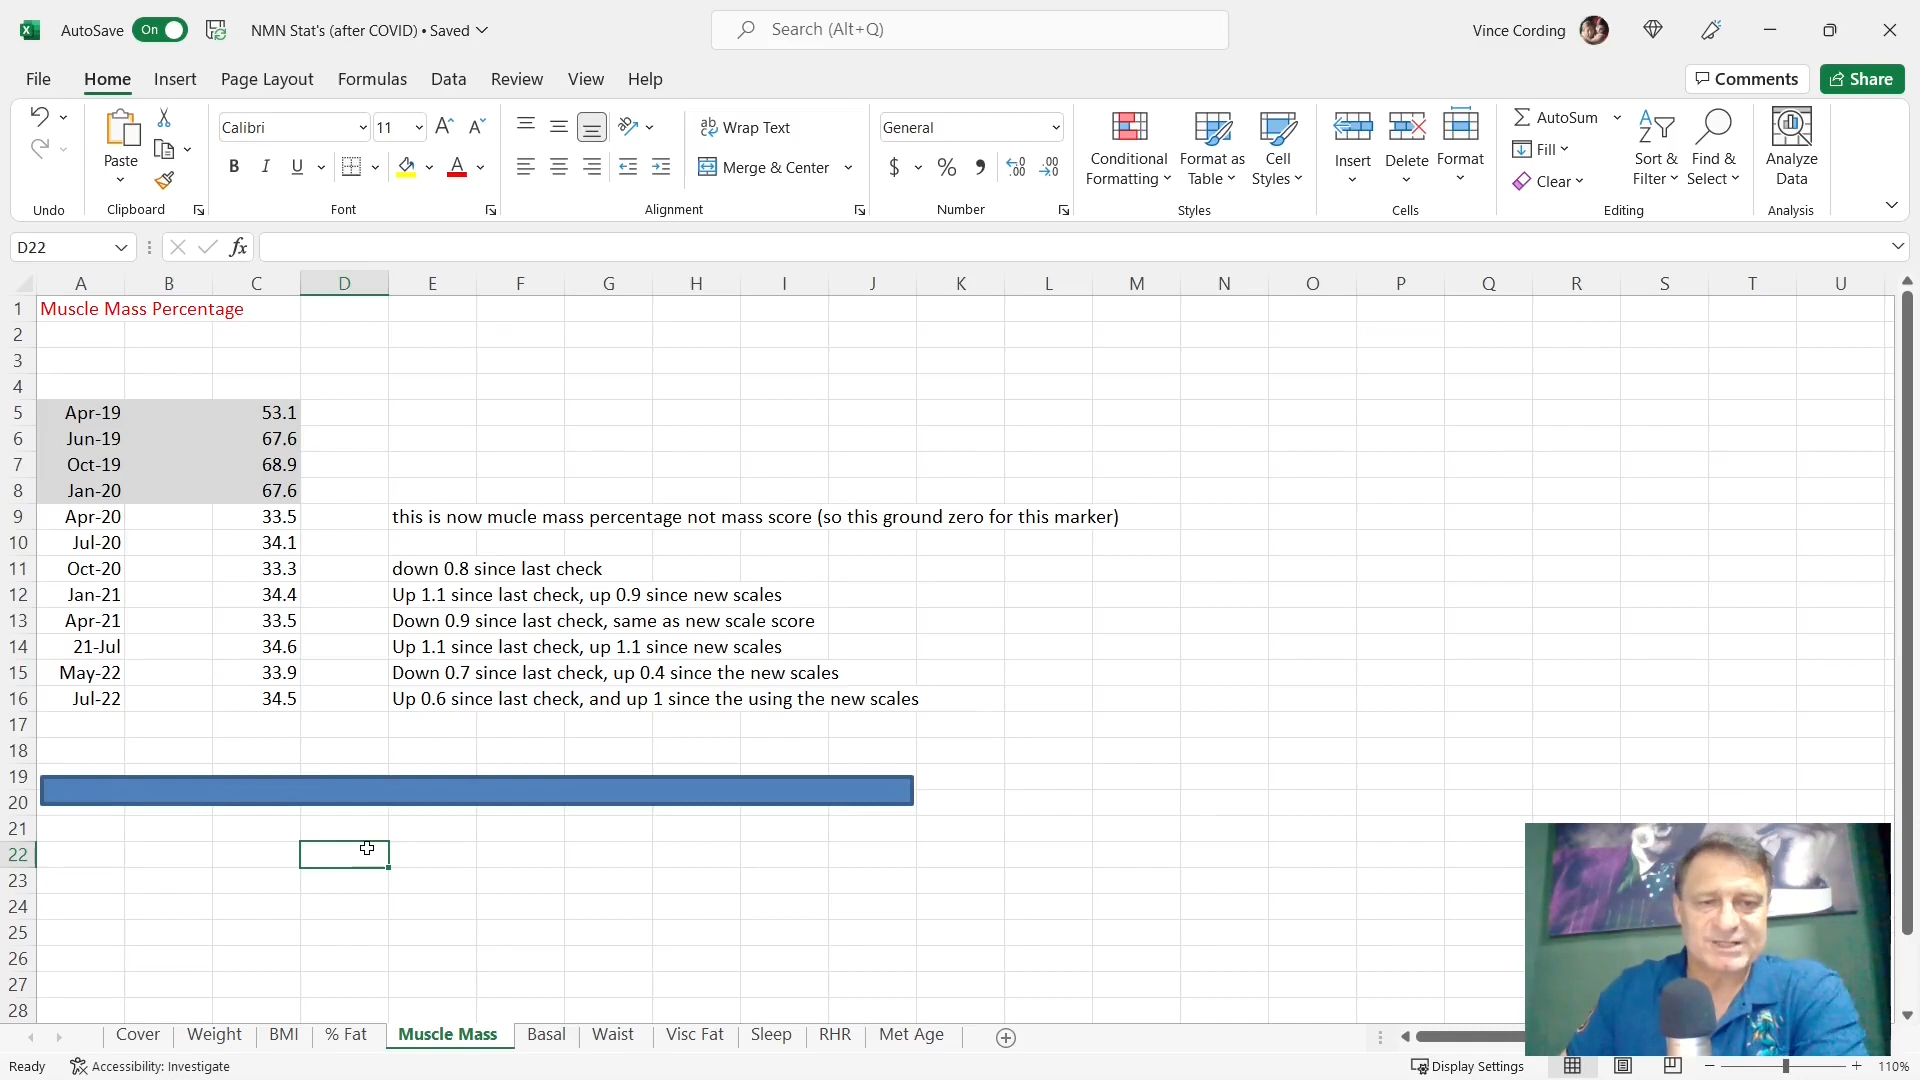 AutoSave On NMN Stat's (after COVID) • Saved Search (Alt+Q) Vince Cording
File Home Insert Page Layout Formulas Data Review View Help Comments Share
Paste Calibri 11 Wrap Text General Conditional Formatting Format as Table Cell Styles Insert Delete Format AutoSum Sort & Filter Find & Select Analyze Data
B I U A Merge & Center $ % Fill
Clear
Undo Clipboard Font Alignment Number Styles Cells Editing Analysis
D22 fx
A B C D E F G H I J K L M N O P Q R S T U
1 Muscle Mass Percentage
2
3
4
5 Apr-19 53.1
6 Jun-19 67.6
7 Oct-19 68.9
8 Jan-20 67.6
9 Apr-20 33.5 this is now mucle mass percentage not mass score (so this ground zero for this marker)
10 Jul-20 34.1
11 Oct-20 33.3 down 0.8 since last check
12 Jan-21 34.4 Up 1.1 since last check, up 0.9 since new scales
13 Apr-21 33.5 Down 0.9 since last check, same as new scale score
14 21-Jul 34.6 Up 1.1 since last check, up 1.1 since new scales
15 May-22 33.9 Down 0.7 since last check, up 0.4 since the new scales
16 Jul-22 34.5 Up 0.6 since last check, and up 1 since the using the new scales
17
18
19
20
21
22
23
24
25
26
27
28
Cover Weight BMI % Fat Muscle Mass Basal Waist Visc Fat Sleep RHR Met Age
Ready Accessibility: Investigate Display Settings 110%